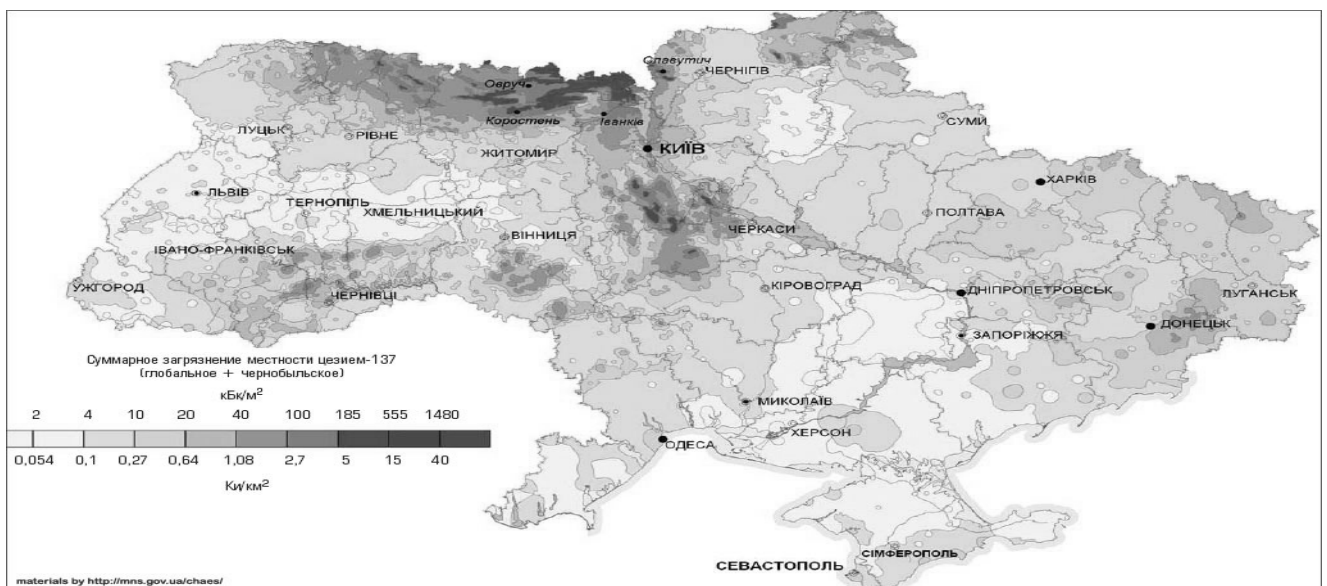 Славутич
ЧЕРНІГІВ
Овруч
Коростень
Іванків
СУМИ
ЛУЦЬК
РІВНЕ
ЖИТОМИР
КИЇВ
ХАРКІВ
ЛЬВІВ
ТЕРНОПІЛЬ
ХМЕЛЬНИЦЬКИЙ
ПОЛТАВА
ВІННИЦЯ
ЧЕРКАСИ
ІВАНО-ФРАНКІВСЬК
УЖГОРОД
ЧЕРНІВЦІ
КІРОВОГРАД
ДНІПРОПЕТРОВСЬК
ЛУГАНСЬК
ДОНЕЦЬК
ЗАПОРІЖЖЯ
Суммарное загрязнение местности цезием-137
(глобальное + чернобыльское)
кБк/м²
2 4 10 20 40 100 185 555 1480
0,054 0,1 0,27 0,64 1,08 2,7 5 15 40
Ки/км²
МИКОЛАЇВ
ХЕРСОН
ОДЕСА
СІМФЕРОПОЛЬ
СЕВАСТОПОЛЬ
materials by http://mns.gov.ua/chaes/